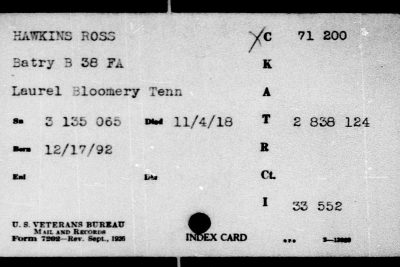 HAWKINS ROSS C 71 200
Batry B 38 FA K
Laurel Bloomery Tenn A
Sn 3 135 065 Died 11/4/18 T 2 838 124
Born 12/17/92 R
Enl Dis Ct.
I 33 552
U. S. VETERANS BUREAU
MAIL AND RECORDS
Form 7202—Rev. Sept., 1926 INDEX CARD